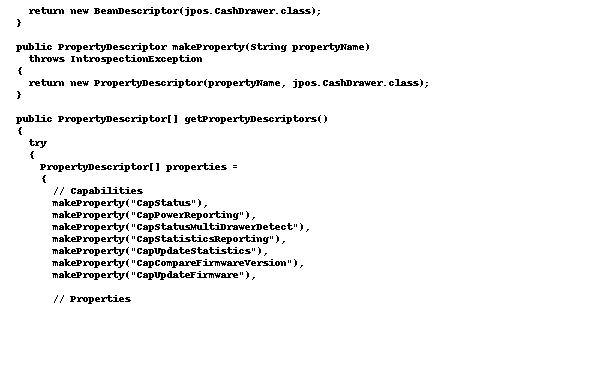 return new BeanDescriptor(jpos.CashDrawer.class);
}
public PropertyDescriptor makeProperty(String propertyName)
throws IntrospectionException
{
return new PropertyDescriptor(propertyName, jpos.CashDrawer.class);
}
public PropertyDescriptor[] getPropertyDescriptors()
{
try
{
PropertyDescriptor[] properties =
{
// Capabilities
makeProperty("CapStatus"),
makeProperty("CapPowerReporting"),
makeProperty("CapStatusMultiDrawerDetect"),
makeProperty("CapStatisticsReporting"),
makeProperty("CapUpdateStatistics"),
makeProperty("CapCompareFirmwareVersion"),
makeProperty("CapUpdateFirmware"),
// Properties